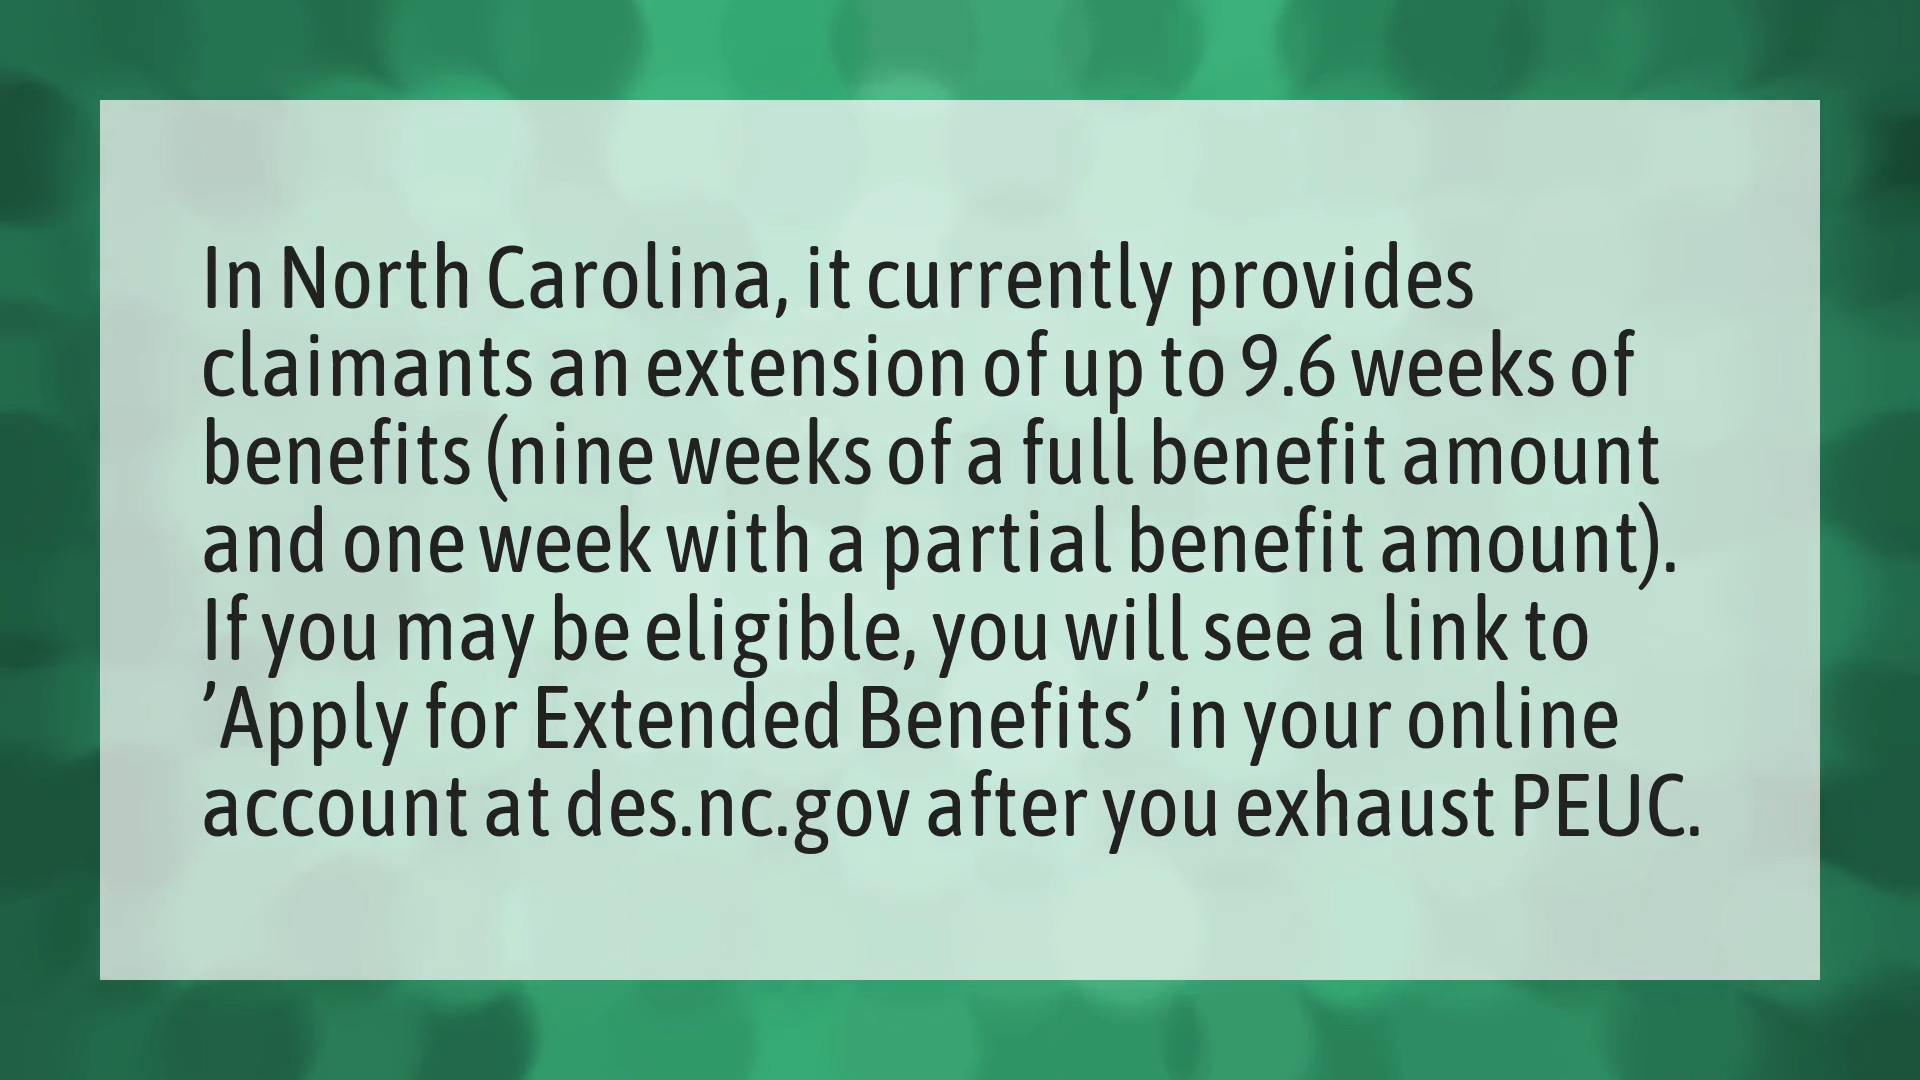 In North Carolina, it currently provides
claimants an extension of up to 9.6 weeks of
benefits (nine weeks of a full benefit amount
and one week with a partial benefit amount).
If you may be eligible, you will see a link to
’Apply for Extended Benefits’ in your online
account at des.nc.gov after you exhaust PEUC.